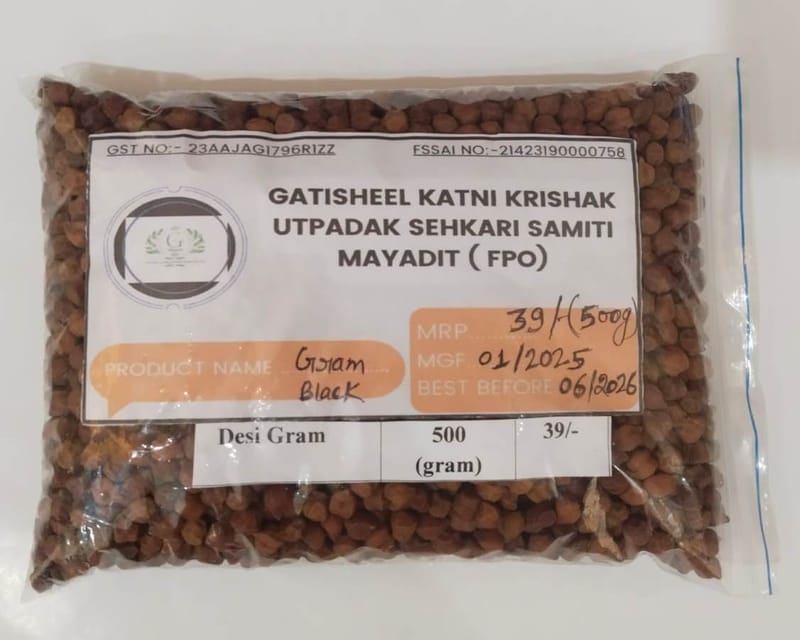 GST NO:- 23AAJAG1796R1ZZ
FSSAI NO:-21423190000758
GATISHEEL KATNI KRISHAK
UTPADAK SEHKARI SAMITI
MAYADIT ( FPO)
G
MRP.......... 39/-(500g)
MGF 01/2025
BEST BEFORE 06/2026
PRODUCT NAME ...Gram...
Black
Desi Gram 500 39/-
(gram)